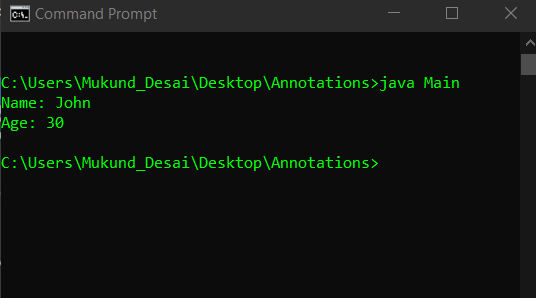 Command Prompt
C:\Users\Mukund_Desai\Desktop\Annotations>java Main
Name: John
Age: 30
C:\Users\Mukund_Desai\Desktop\Annotations>